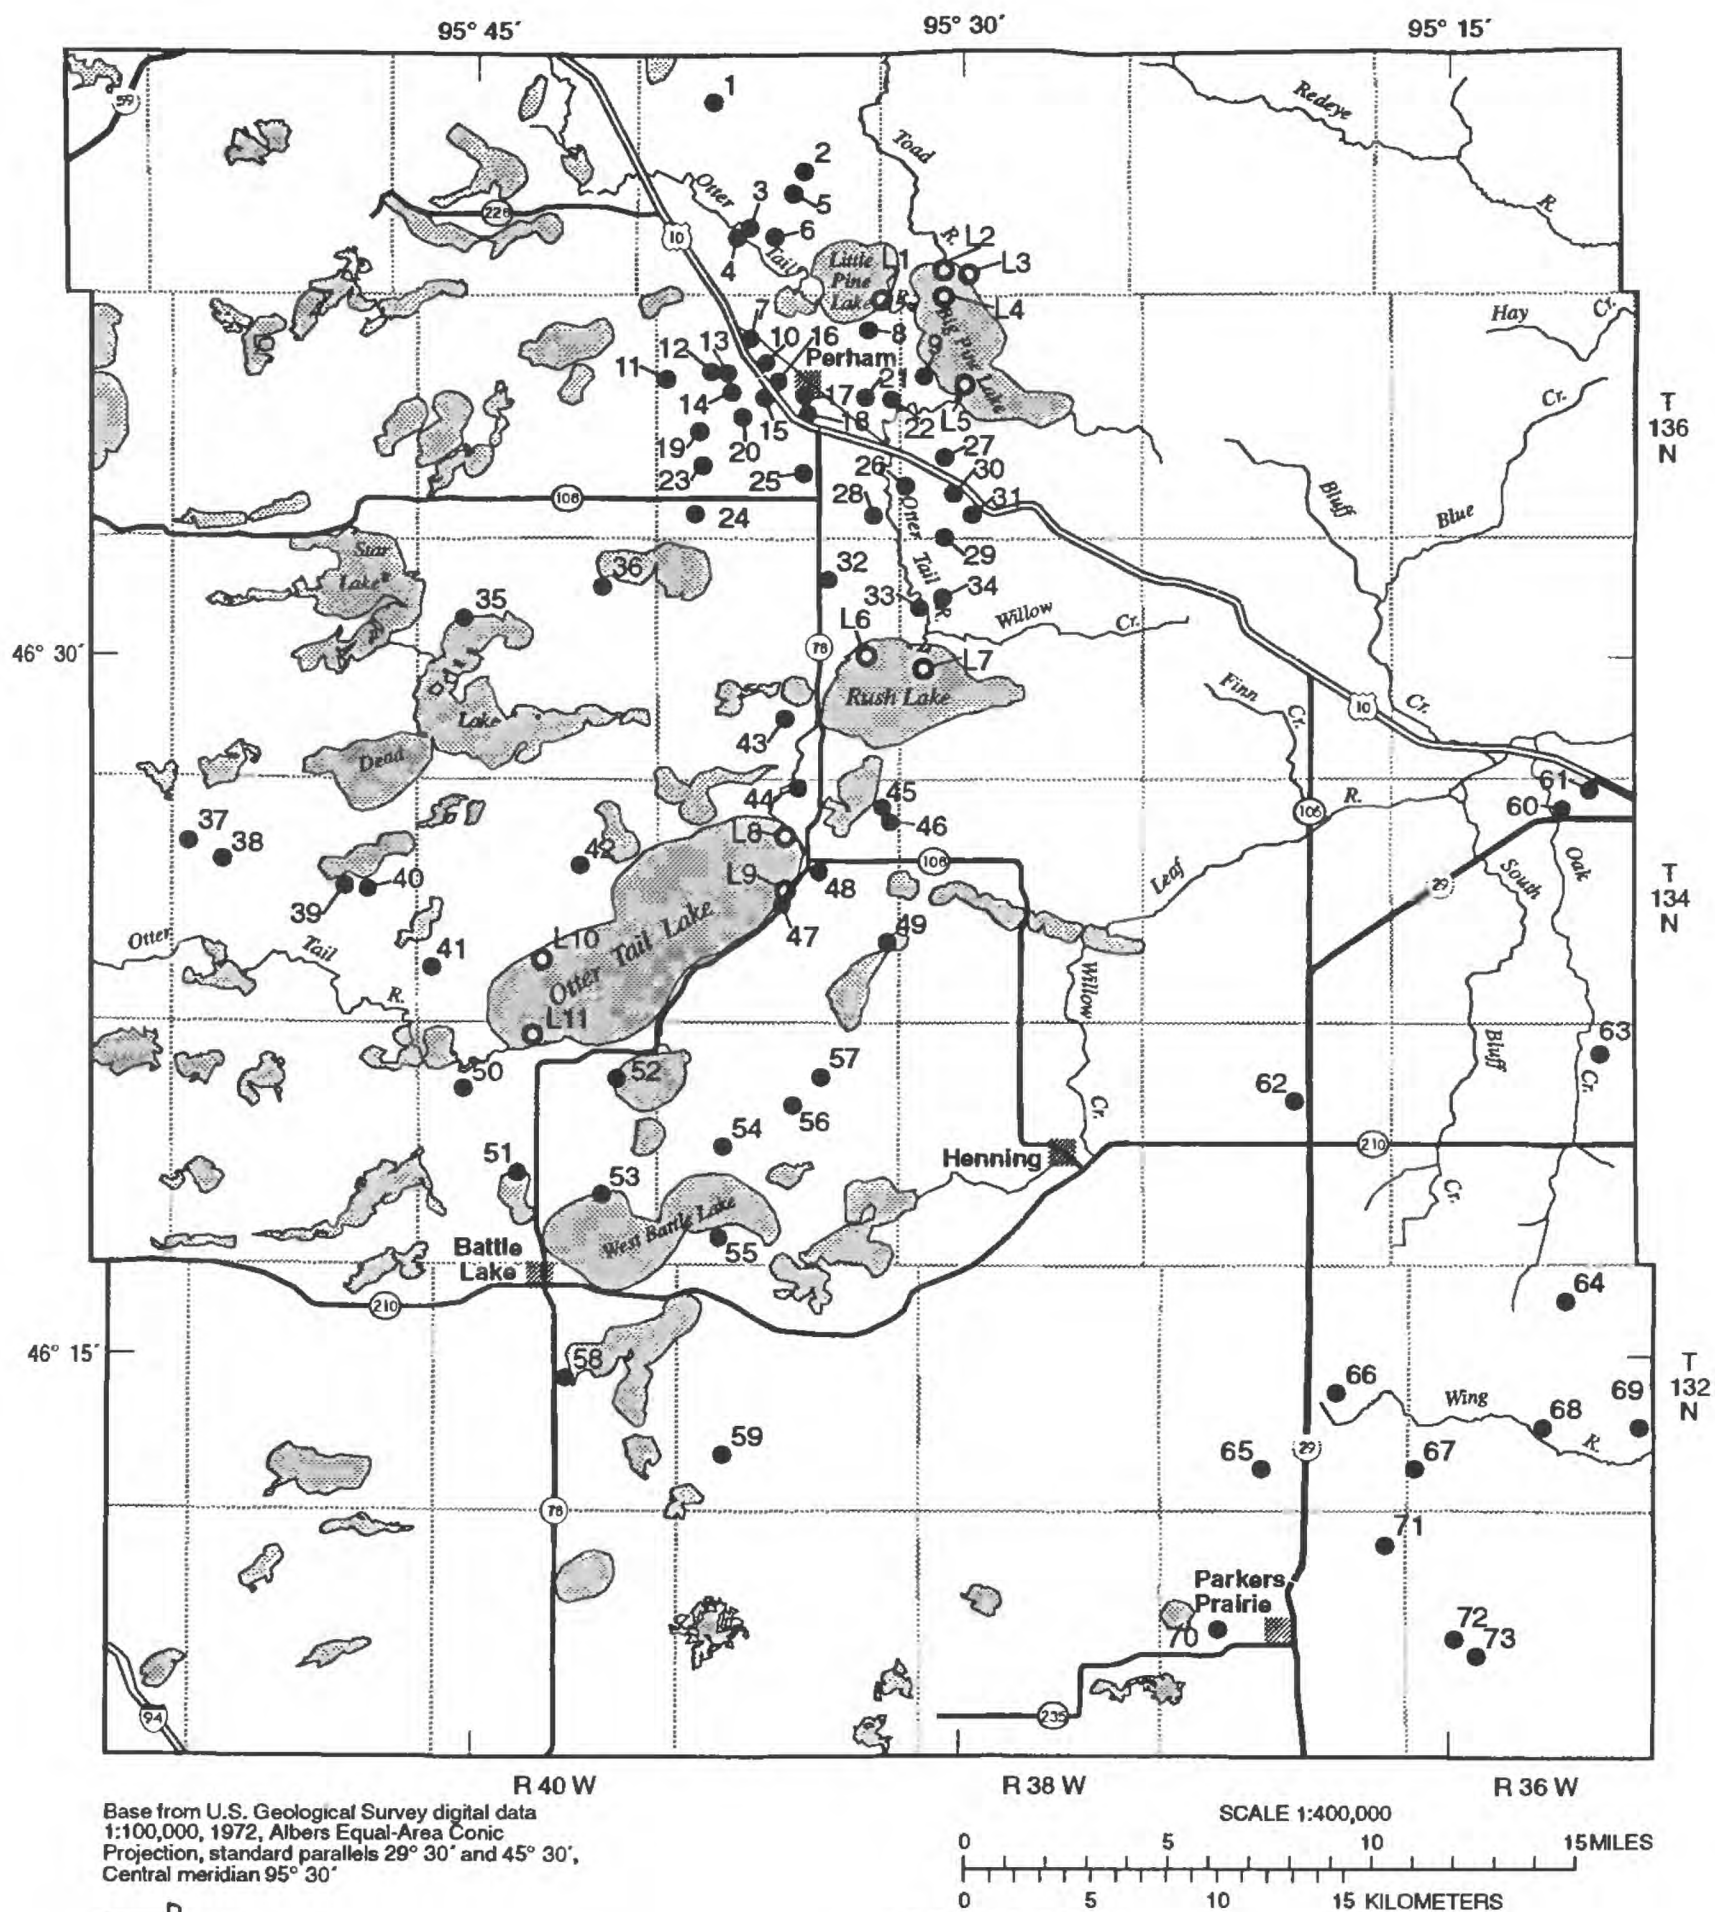 95° 45′ 95° 30′ 95° 15′
59
1
Redeye
Toad
2
Otter
3
5
228
R.
10
6
R.
L2
4
Tail
Little
Pine
Lake
L1
L3
R.
L4
Hay
Cr.
7
8
Big Pine Lake
13
10
16
9
12
Perham
11
21
14
17
18
Cr.
T
136
N
15
22
L5
19
20
27
23
25
26
30
108
28
31
Bluff
24
Otter
Blue
Star
Lake
29
36
32
Tail
34
35
33
R.
Willow
Cr.
46° 30′
L6
78
L7
Rush Lake
Finn
Cr.
10
Cr.
Lake
43
Dead
61
44
45
R.
60
37
46
106
L8
38
42
108
Oak
40
L9
48
Leaf
South
T
134
N
39
29
47
49
Otter
Tail
L10
Otter Tail Lake
41
Willow
R.
L11
63
Bluff
57
50
52
62
Cr.
56
Cr.
54
Henning
210
51
53
Cr.
West Battle Lake
Battle
Lake
55
64
210
46° 15′
58
T
132
N
66
69
Wing
68
59
R.
65
29
67
78
71
Parkers
Prairie
72
70
73
94
235
R 40 W R 38 W R 36 W
Base from U.S. Geological Survey digital data
1:100,000, 1972, Albers Equal-Area Conic
Projection, standard parallels 29° 30′ and 45° 30′,
Central meridian 95° 30′
SCALE 1:400,000
0 5 10 15 MILES
0 5 10 15 KILOMETERS